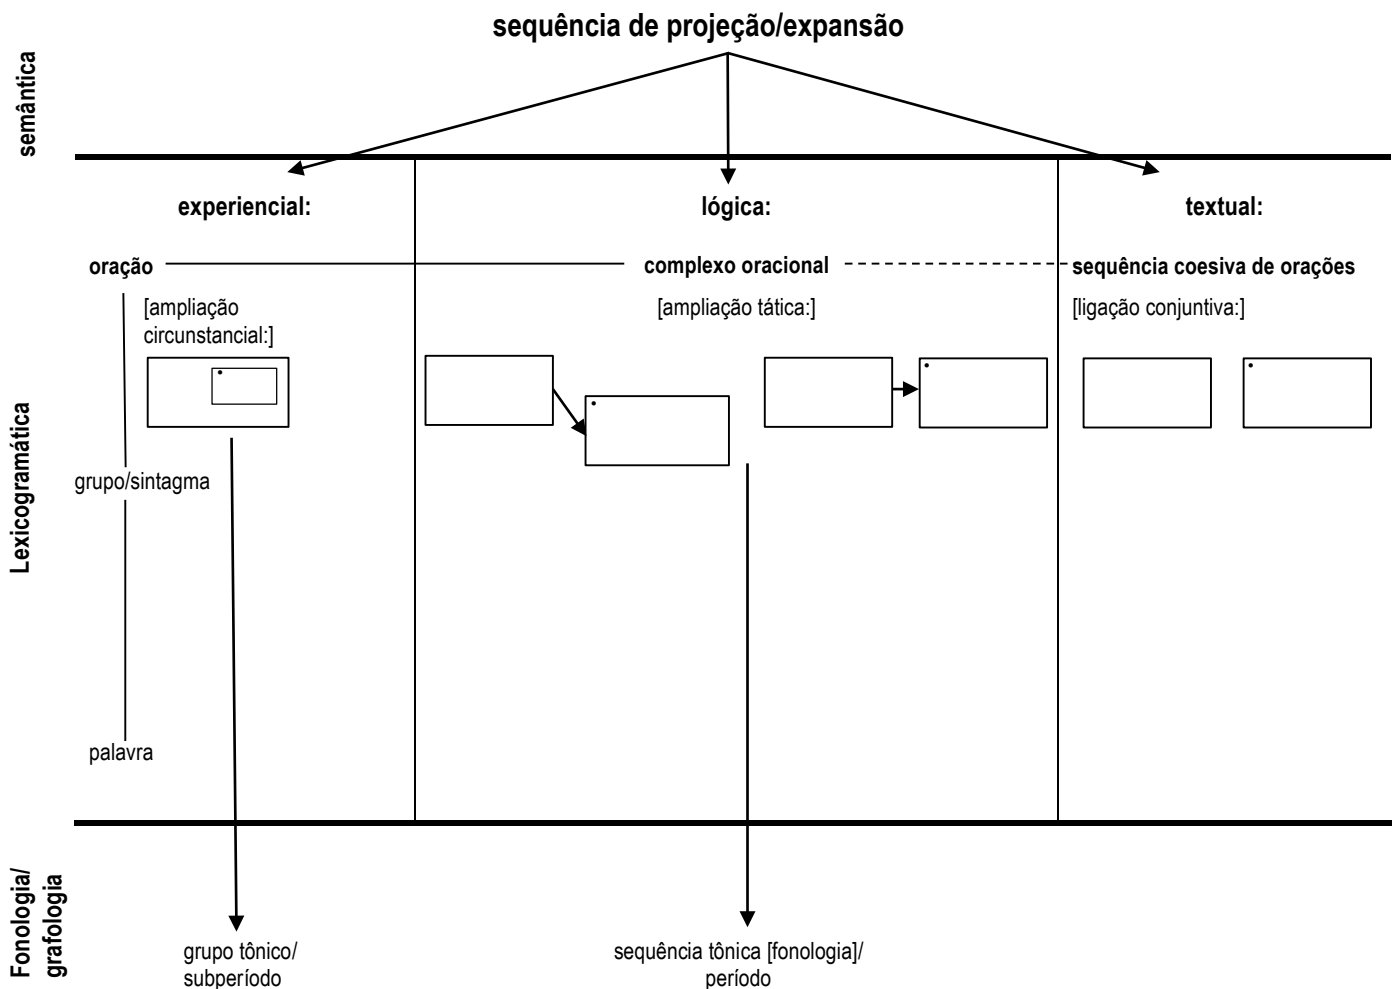 sequência de projeção/expansão
semântica
experiencial:
lógica:
textual:
oração
complexo oracional
sequência coesiva de orações
[ampliação
circunstancial:]
[ampliação tática:]
[ligação conjuntiva:]
Lexicogramática
grupo/sintagma
palavra
Fonologia/
grafologia
grupo tônico/
subperíodo
sequência tônica [fonologia]/
período